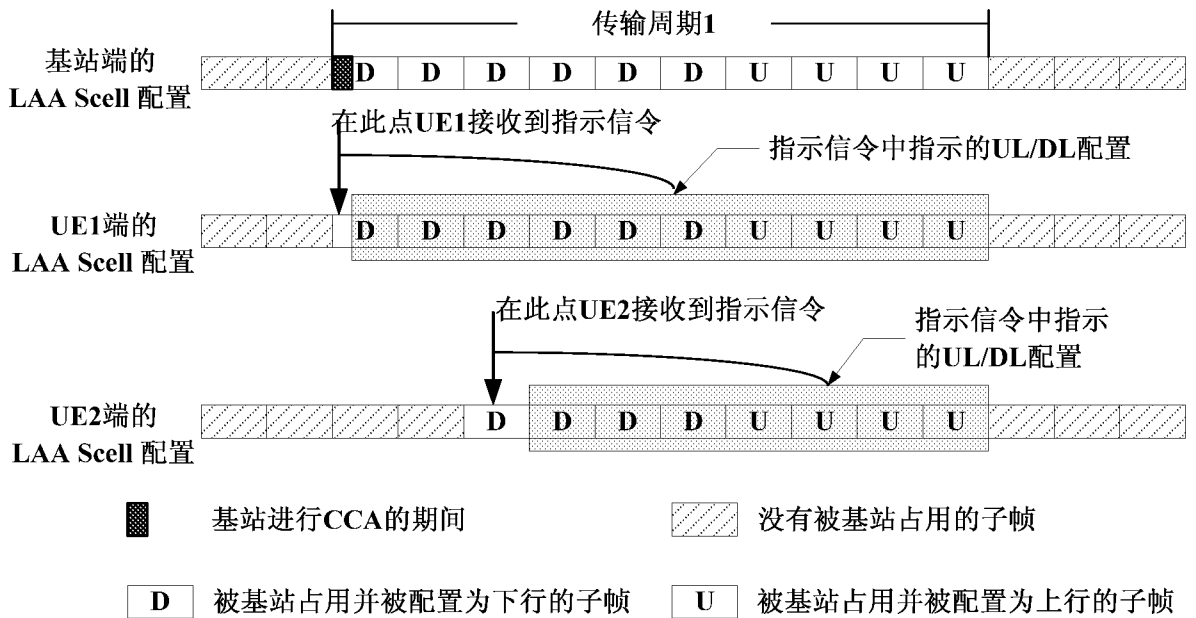 传输周期1
基站端的
LAA Scell 配置
D D D D D D U U U U
在此点UE1接收到指示信令
指示信令中指示的UL/DL配置
UE1端的
LAA Scell 配置
D D D D D D U U U U
在此点UE2接收到指示信令
指示信令中指示
的UL/DL配置
UE2端的
LAA Scell 配置
D D D D U U U U
基站进行CCA的期间
没有被基站占用的子帧
D 被基站占用并被配置为下行的子帧
U 被基站占用并被配置为上行的子帧